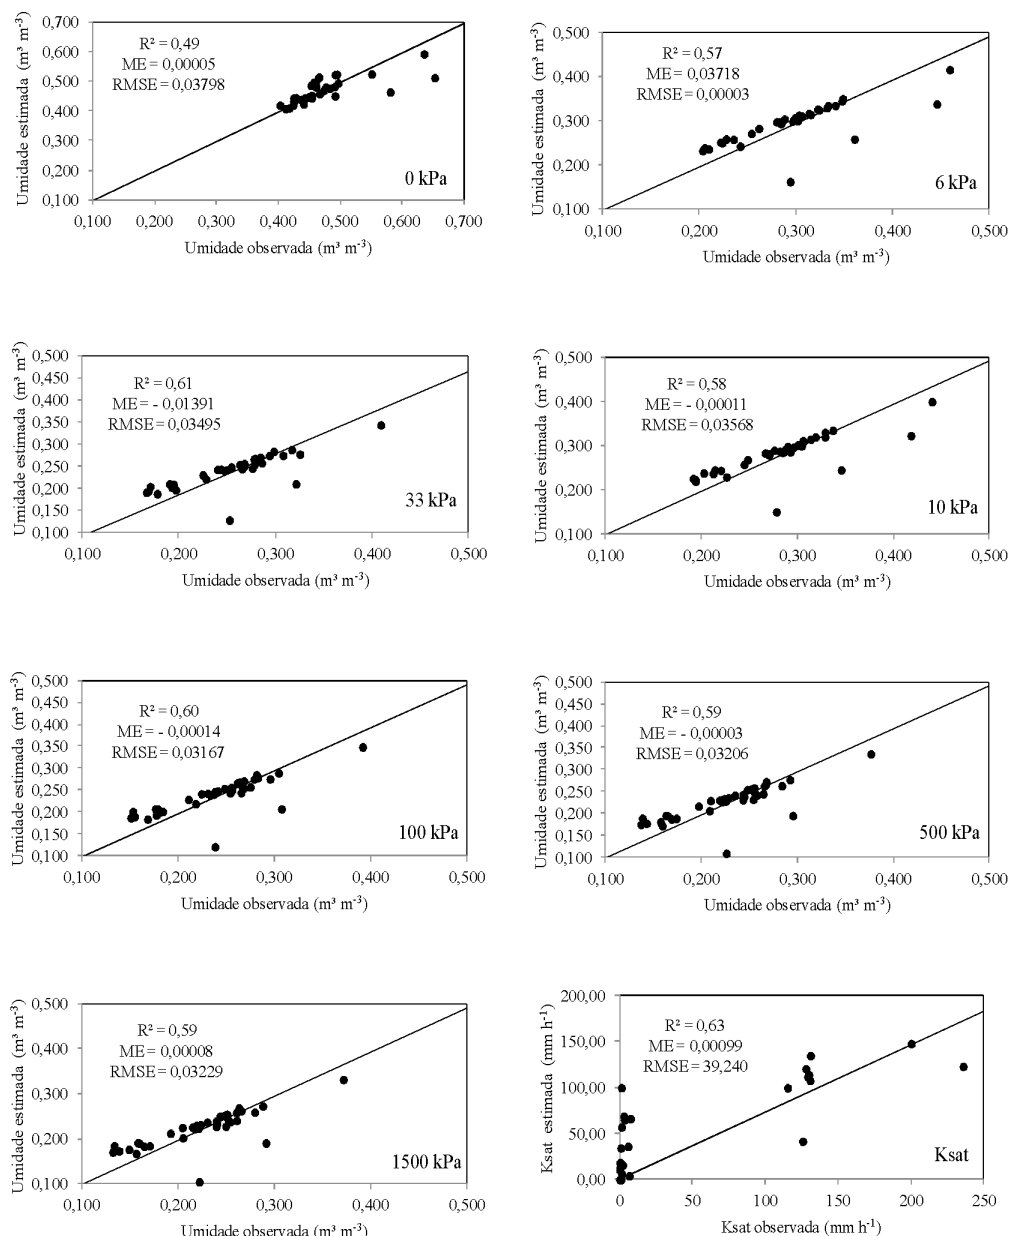 Umidade estimada (m³ m⁻³)
0,700
0,600
0,500
0,400
0,300
0,200
0,100
R² = 0,49
ME = 0,00005
RMSE = 0,03798
0 kPa
0,100 0,200 0,300 0,400 0,500 0,600 0,700
Umidade observada (m³ m⁻³)
Umidade estimada (m³ m⁻³)
0,500
0,400
0,300
0,200
0,100
R² = 0,57
ME = 0,03718
RMSE = 0,00003
6 kPa
0,100 0,200 0,300 0,400 0,500
Umidade observada (m³ m⁻³)
Umidade estimada (m³ m⁻³)
0,500
0,450
0,400
0,350
0,300
0,250
0,200
0,150
0,100
R² = 0,61
ME = - 0,01391
RMSE = 0,03495
33 kPa
0,100 0,200 0,300 0,400 0,500
Umidade observada (m³ m⁻³)
Umidade estimada (m³ m⁻³)
0,500
0,400
0,300
0,200
0,100
R² = 0,58
ME = - 0,00011
RMSE = 0,03568
10 kPa
0,100 0,200 0,300 0,400 0,500
Umidade observada (m³ m⁻³)
Umidade estimada (m³ m⁻³)
0,500
0,450
0,400
0,350
0,300
0,250
0,200
0,150
0,100
R² = 0,60
ME = - 0,00014
RMSE = 0,03167
100 kPa
0,100 0,200 0,300 0,400 0,500
Umidade observada (m³ m⁻³)
Umidade estimada (m³ m⁻³)
0,500
0,450
0,400
0,350
0,300
0,250
0,200
0,150
0,100
R² = 0,59
ME = - 0,00003
RMSE = 0,03206
500 kPa
0,100 0,200 0,300 0,400 0,500
Umidade observada (m³ m⁻³)
Umidade estimada (m³ m⁻³)
0,500
0,400
0,300
0,200
0,100
R² = 0,59
ME = 0,00008
RMSE = 0,03229
1500 kPa
0,100 0,200 0,300 0,400 0,500
Umidade observada (m³ m⁻³)
Ksat estimada (mm h⁻¹)
200,00
150,00
100,00
50,00
0,00
R² = 0,63
ME = 0,00099
RMSE = 39,240
Ksat
0 50 100 150 200 250
Ksat observada (mm h⁻¹)